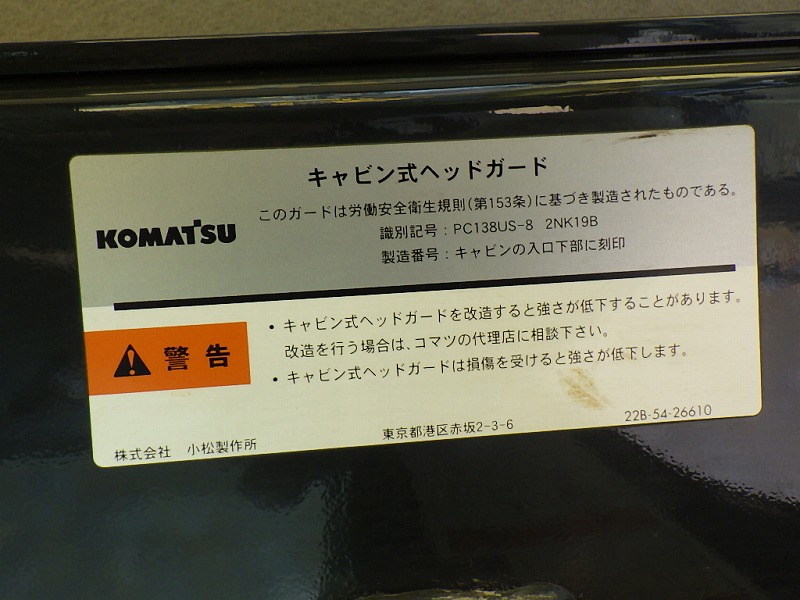 キャビン式ヘッドガード
このガードは労働安全衛生規則(第153条)に基づき製造されたものである。
KOMATSU
識別記号:PC138US-8 2NK19B
製造番号:キャビンの入口下部に刻印
警告
• キャビン式ヘッドガードを改造すると強さが低下することがあります。
改造を行う場合は、コマツの代理店に相談下さい。
• キャビン式ヘッドガードは損傷を受けると強さが低下します。
株式会社 小松製作所
東京都港区赤坂2-3-6
22B-54-26610